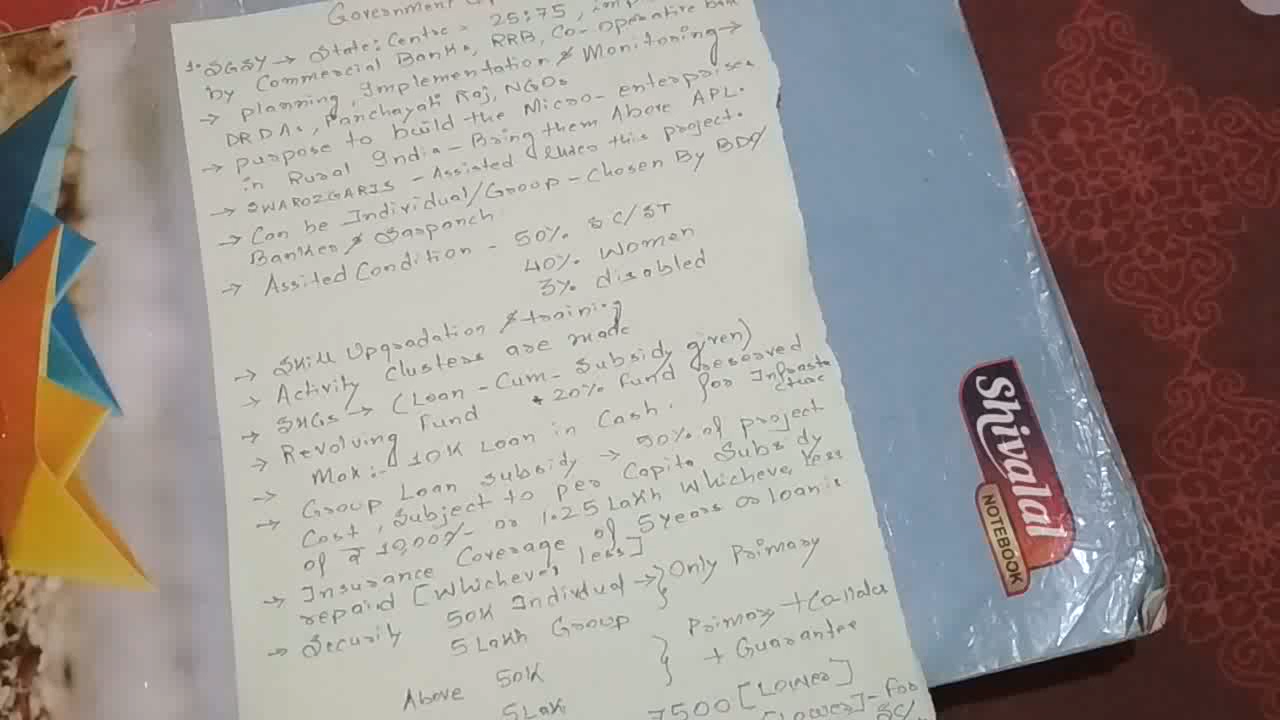 Government
1. SGSY → State: Centre = 25:75,
by Commercial Banks, RRB, Co-operative
→ planning, Implementation & Monitoring →
DRDAs, Panchayati Raj, NGOs
→ purpose to build the Micro-enterprises
in Rural India - Bring them Above APL.
→ SWAROZGARIS - Assisted under this project.
→ Can be Individual/Group - Chosen By BDO/
Banker & Sarpanch
→ Assited Condition - 50% SC/ST
40% Women
3% disabled
→ Skill Upgradation & training
→ Activity clusters are made
→ SHGs → (Loan-Cum-Subsidy given)
→ Revolving Fund * 20% fund reserved
for Infrastructure
→ Max:- 10K Loan in Cash.
→ Group Loan Subsidy → 50% of project
Cost, Subject to per Capita Subsidy
of ₹ 10,000/- or 1.25 Lakh Whichever less
→ Insurance Coverage of 5 years or loan is
repaid [Whichever less]
→ Security 50K Individual → } Only Primary
5 Lakh Group
Above 50K } Primary +
5 Lakh + Guarantee
7500 [Lower]
[Lower] - for
SC/
Shivalal
NOTEBOOK